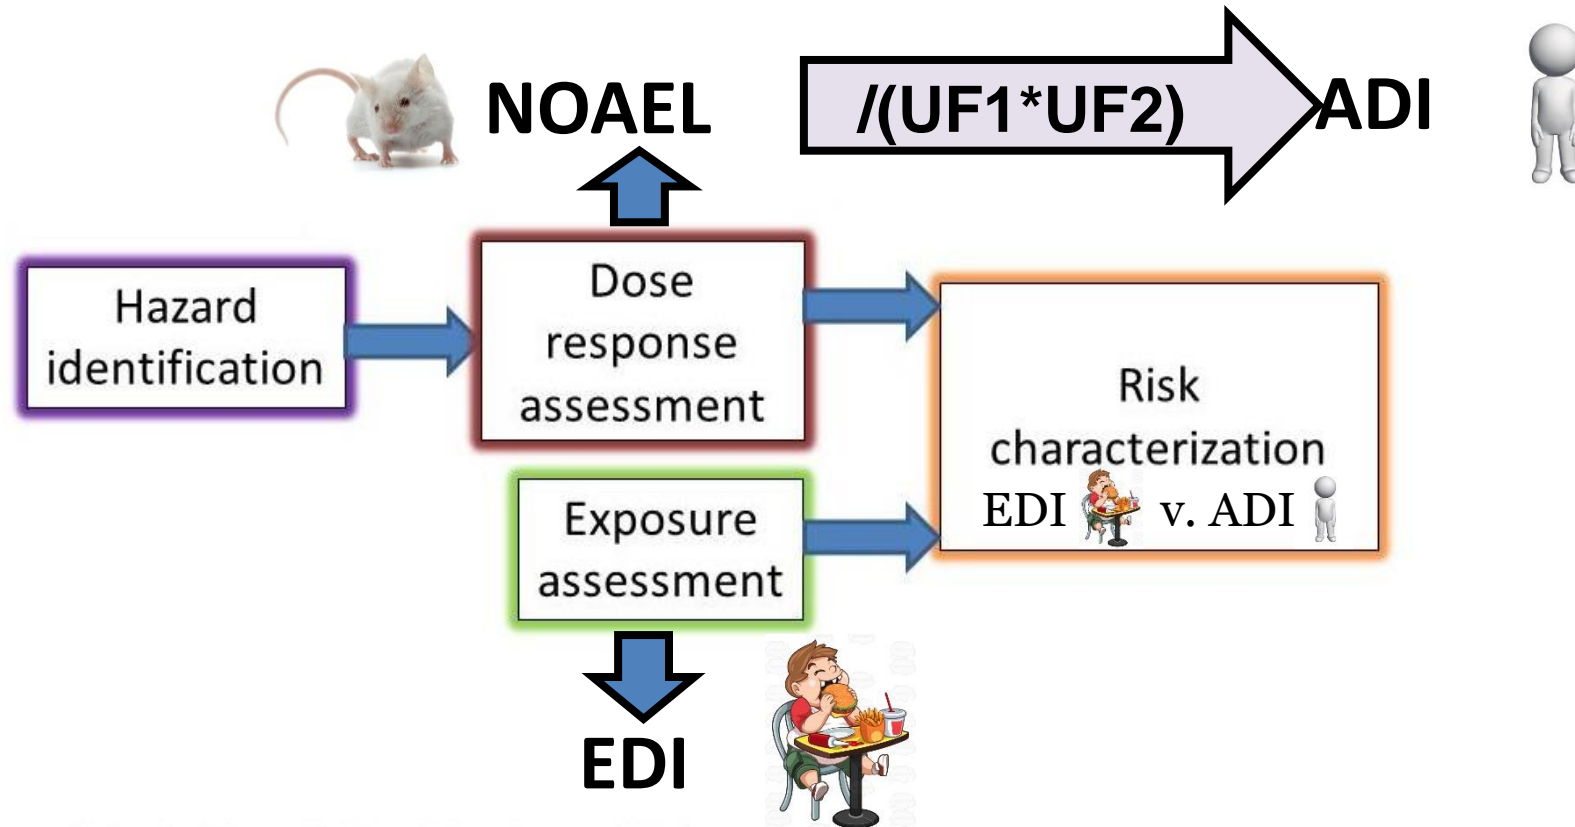 NOAEL
/(UF1*UF2)
ADI
Hazard
identification
Dose
response
assessment
Exposure
assessment
Risk
characterization
EDI v. ADI
EDI